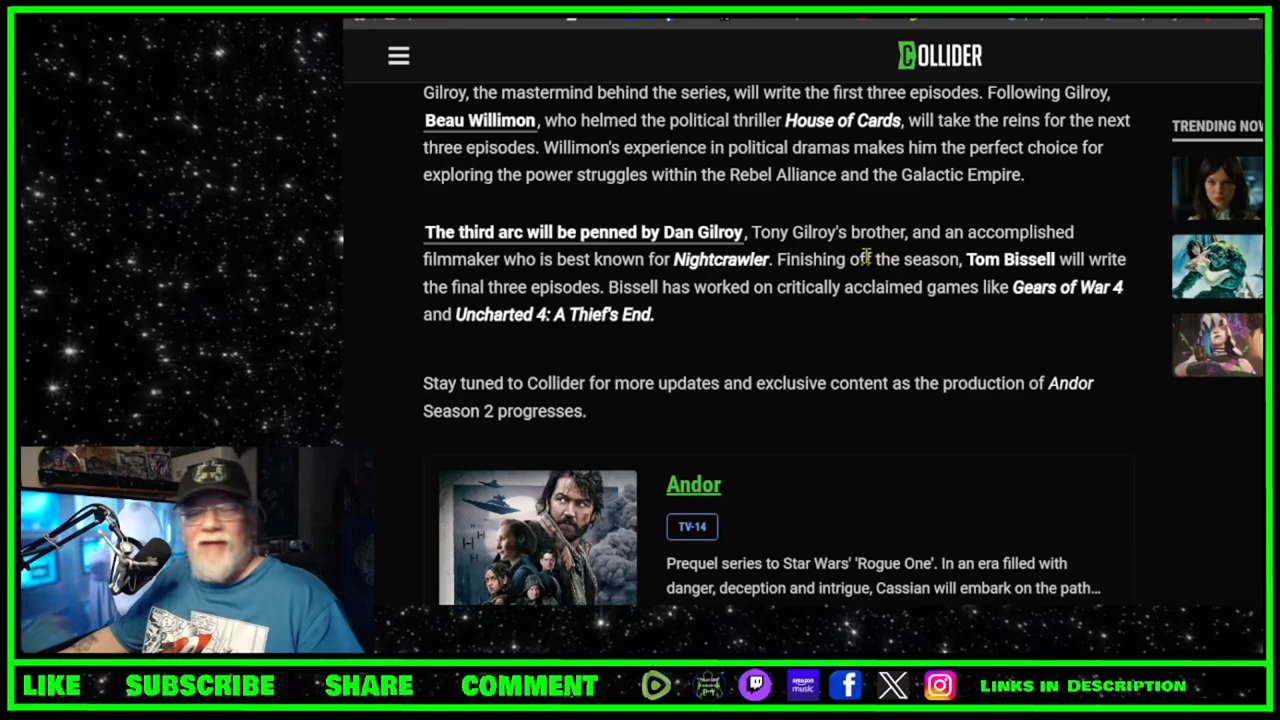 COLLIDER
Gilroy, the mastermind behind the series, will write the first three episodes. Following Gilroy,
Beau Willimon, who helmed the political thriller House of Cards, will take the reins for the next
three episodes. Willimon's experience in political dramas makes him the perfect choice for
exploring the power struggles within the Rebel Alliance and the Galactic Empire.
The third arc will be penned by Dan Gilroy, Tony Gilroy's brother, and an accomplished
filmmaker who is best known for Nightcrawler. Finishing off the season, Tom Bissell will write
the final three episodes. Bissell has worked on critically acclaimed games like Gears of War 4
and Uncharted 4: A Thief's End.
Stay tuned to Collider for more updates and exclusive content as the production of Andor
Season 2 progresses.
TRENDING NOW
Andor
TV-14
Prequel series to Star Wars' 'Rogue One'. In an era filled with
danger, deception and intrigue, Cassian will embark on the path...
LIKE SUBSCRIBE SHARE COMMENT amazon music LINKS IN DESCRIPTION